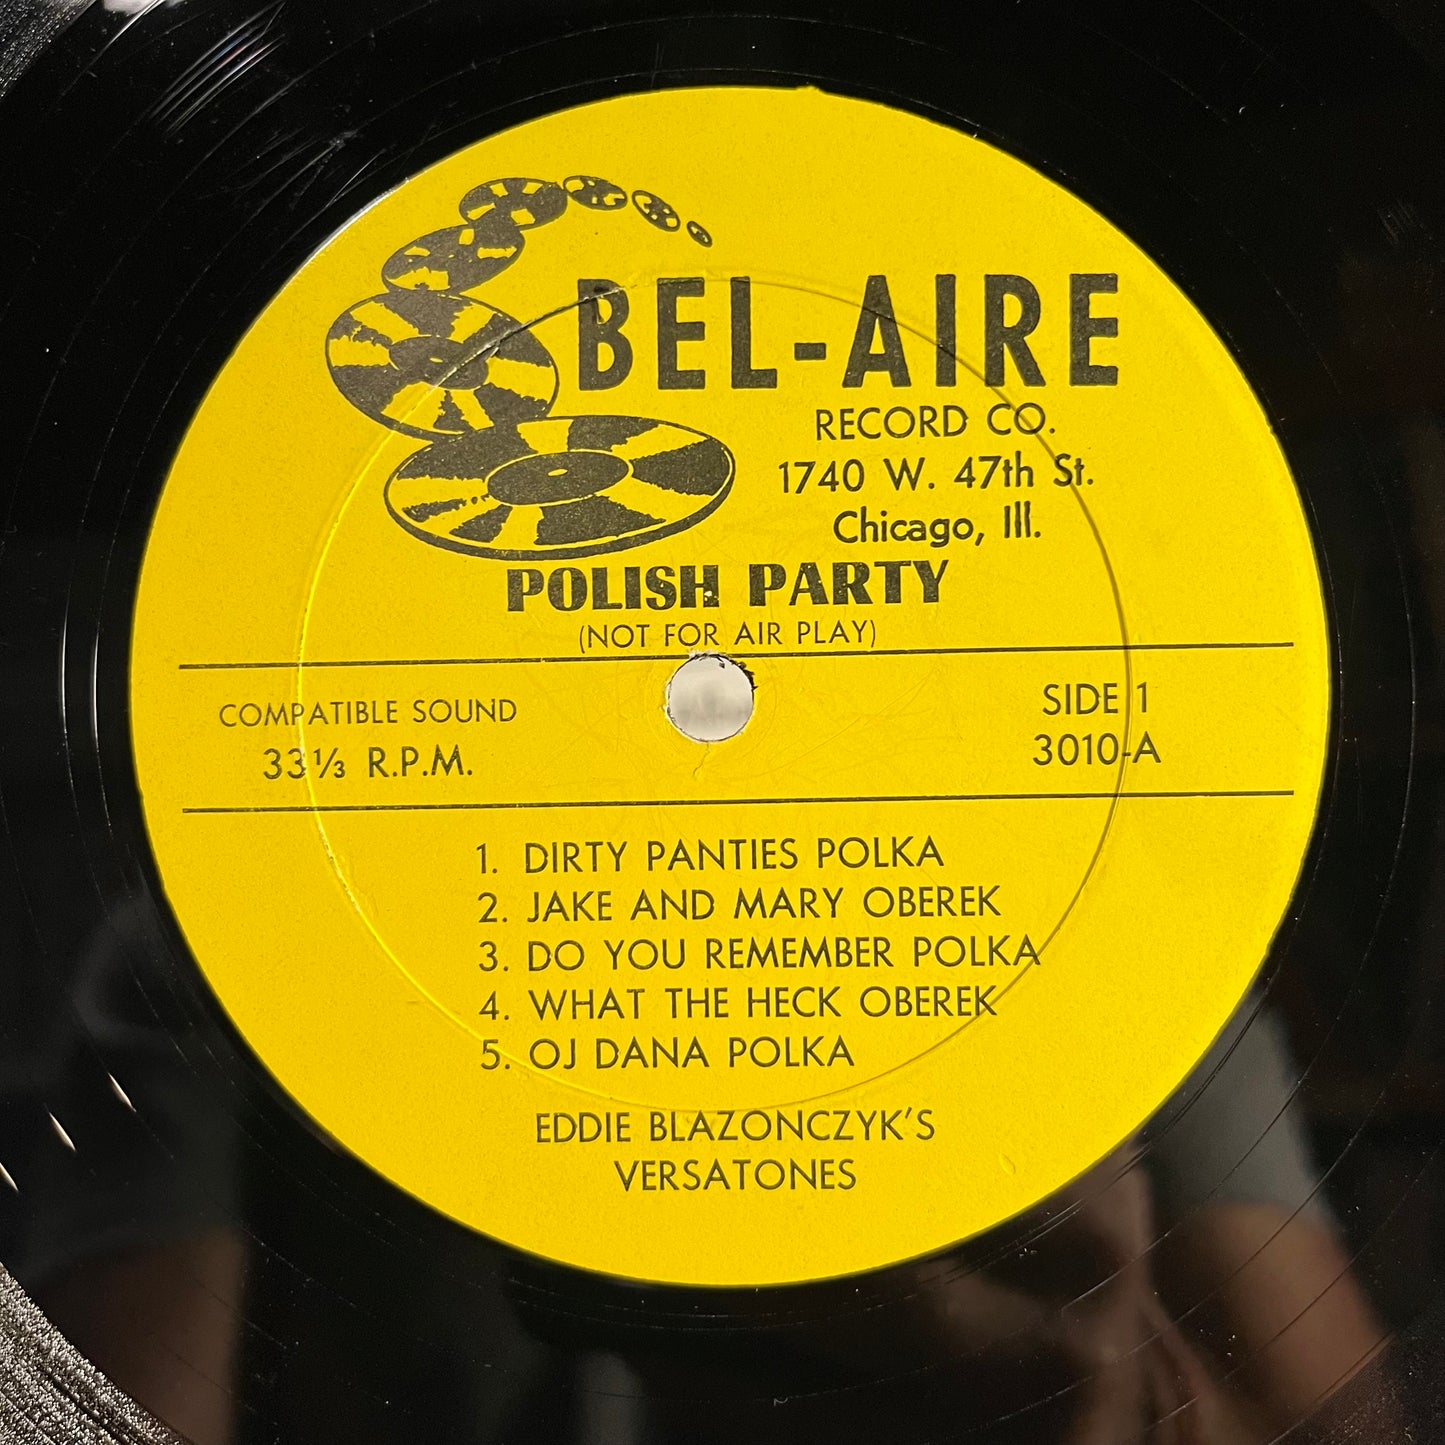 BEL-AIRE
RECORD CO.
1740 W. 47th St.
Chicago, Ill.
POLISH PARTY
(NOT FOR AIR PLAY)
COMPATIBLE SOUND
33⅓ R.P.M.
SIDE 1
3010-A
1. DIRTY PANTIES POLKA
2. JAKE AND MARY OBEREK
3. DO YOU REMEMBER POLKA
4. WHAT THE HECK OBEREK
5. OJ DANA POLKA
EDDIE BLAZONCZYK'S
VERSATONES